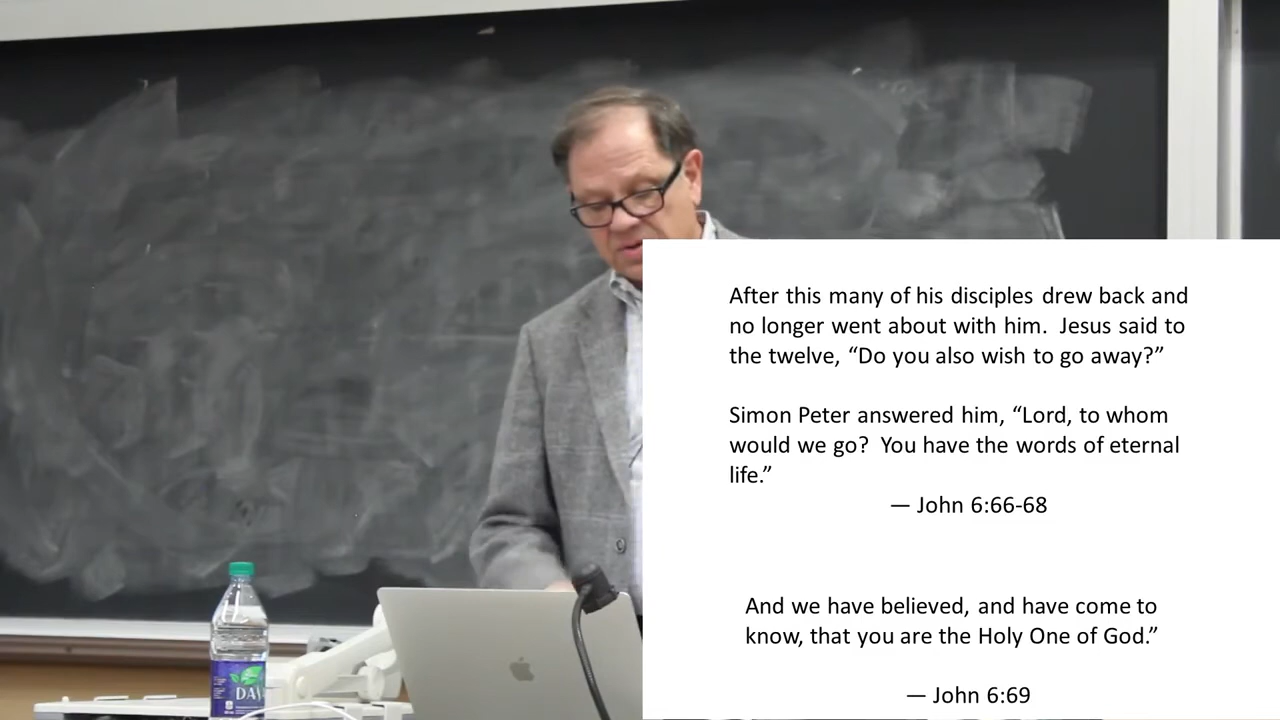 After this many of his disciples drew back and
no longer went about with him.  Jesus said to
the twelve, “Do you also wish to go away?”
Simon Peter answered him, “Lord, to whom
would we go?  You have the words of eternal
life.”
— John 6:66-68
And we have believed, and have come to
know, that you are the Holy One of God.”
— John 6:69